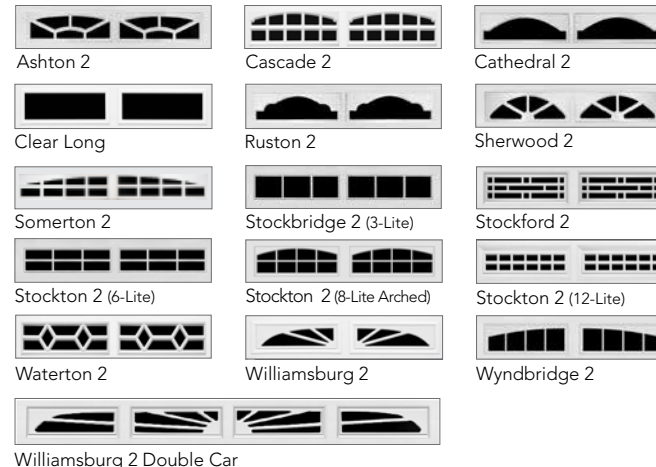 Ashton 2
Cascade 2
Cathedral 2
Clear Long
Ruston 2
Sherwood 2
Somerton 2
Stockbridge 2 (3-Lite)
Stockford 2
Stockton 2 (6-Lite)
Stockton 2 (8-Lite Arched)
Stockton 2 (12-Lite)
Waterton 2
Williamsburg 2
Wyndbridge 2
Williamsburg 2 Double Car